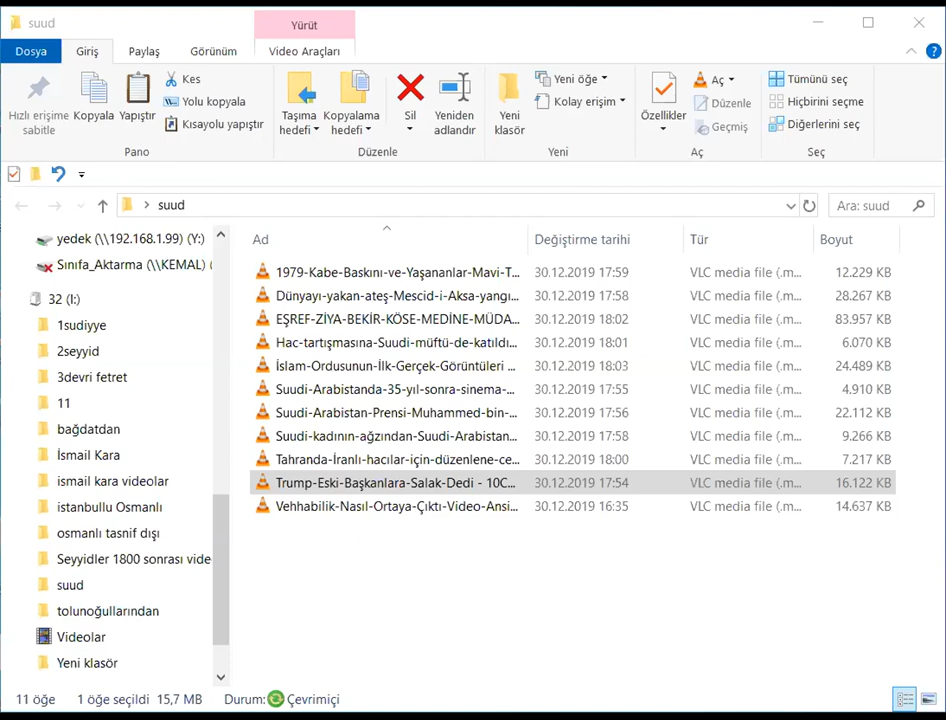 suud
Yürüt
Dosya
Giriş
Paylaş
Görünüm
Video Araçları
Hızlı erişime sabitle
Kopyala
Yapıştır
Kes
Yolu kopyala
Kısayolu yapıştır
Pano
Taşıma hedefi
Kopyalama hedefi
Sil
Yeniden adlandır
Düzenle
Yeni klasör
Yeni öğe
Kolay erişim
Yeni
Özellikler
Aç
Düzenle
Geçmiş
Aç
Tümünü seç
Hiçbirini seçme
Diğerlerini seç
Seç
suud
Ara: suud
yedek (\\192.168.1.99) (Y:)
Sınıfa_Aktarma (\\KEMAL) (
32 (I:)
1sudiyye
2seyyid
3devri fetret
11
bağdatdan
İsmail Kara
ismail kara videolar
istanbullu Osmanlı
osmanlı tasnif dışı
Seyyidler 1800 sonrası vide
suud
tolunoğullarından
Videolar
Yeni klasör
Ad Değiştirme tarihi Tür Boyut
1979-Kabe-Baskını-ve-Yaşananlar-Mavi-T... 30.12.2019 17:59 VLC media file (.m... 12.229 KB
Dünyayı-yakan-ateş-Mescid-i-Aksa-yangı... 30.12.2019 17:58 VLC media file (.m... 28.267 KB
EŞREF-ZİYA-BEKİR-KÖSE-MEDİNE-MÜDA... 30.12.2019 18:02 VLC media file (.m... 83.957 KB
Hac-tartışmasına-Suudi-müftü-de-katıldı... 30.12.2019 18:01 VLC media file (.m... 6.070 KB
İslam-Ordusunun-İlk-Gerçek-Görüntüleri ... 30.12.2019 18:03 VLC media file (.m... 24.489 KB
Suudi-Arabistanda-35-yıl-sonra-sinema-... 30.12.2019 17:55 VLC media file (.m... 4.910 KB
Suudi-Arabistan-Prensi-Muhammed-bin-... 30.12.2019 17:56 VLC media file (.m... 22.112 KB
Suudi-kadının-ağzından-Suudi-Arabistan... 30.12.2019 17:58 VLC media file (.m... 9.266 KB
Tahranda-İranlı-hacılar-için-düzenlene-ce... 30.12.2019 18:00 VLC media file (.m... 7.217 KB
Trump-Eski-Başkanlara-Salak-Dedi - 10C... 30.12.2019 17:54 VLC media file (.m... 16.122 KB
Vehhabilik-Nasıl-Ortaya-Çıktı-Video-Ansi... 30.12.2019 16:35 VLC media file (.m... 14.637 KB
11 öğe 1 öğe seçildi 15,7 MB Durum: Çevrimiçi